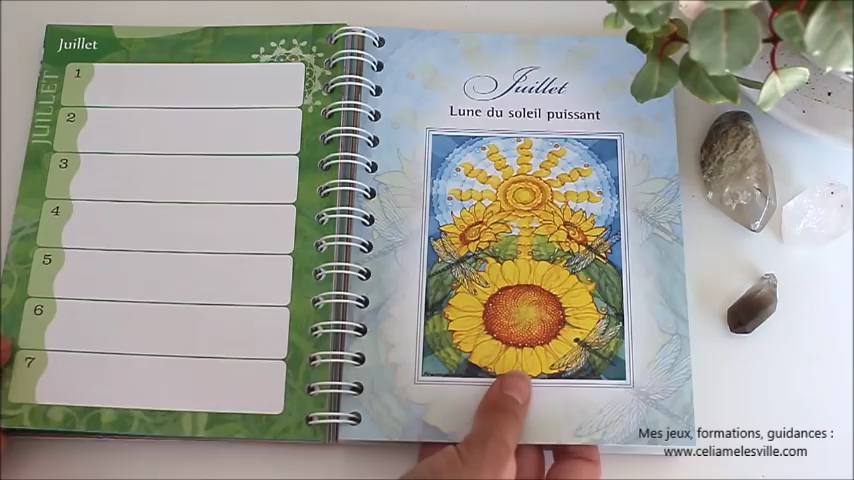 Juillet
JUILLET
1
2
3
4
5
6
7
Juillet
Lune du soleil puissant
Mes jeux, formations, guidances :
www.celiamelesville.com